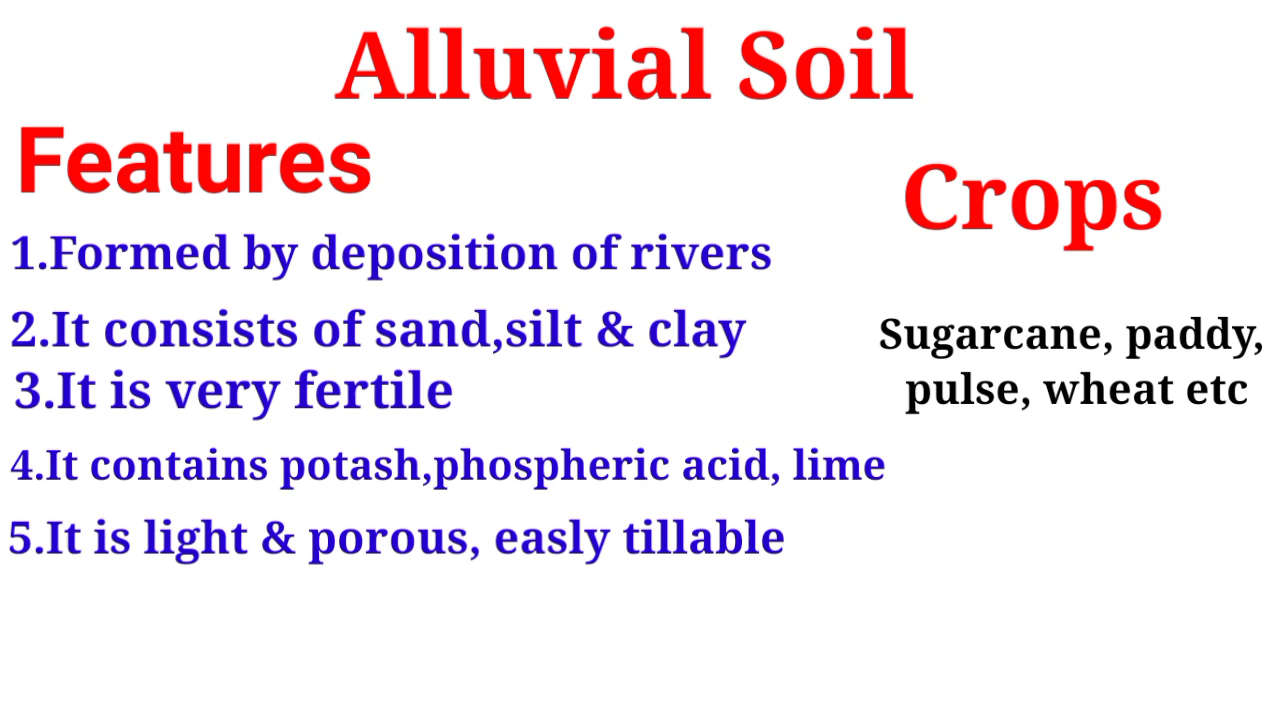 Alluvial Soil
Features
1.Formed by deposition of rivers
2.It consists of sand,silt & clay
3.It is very fertile
4.It contains potash,phospheric acid, lime
5.It is light & porous, easly tillable
Crops
Sugarcane, paddy,
pulse, wheat etc